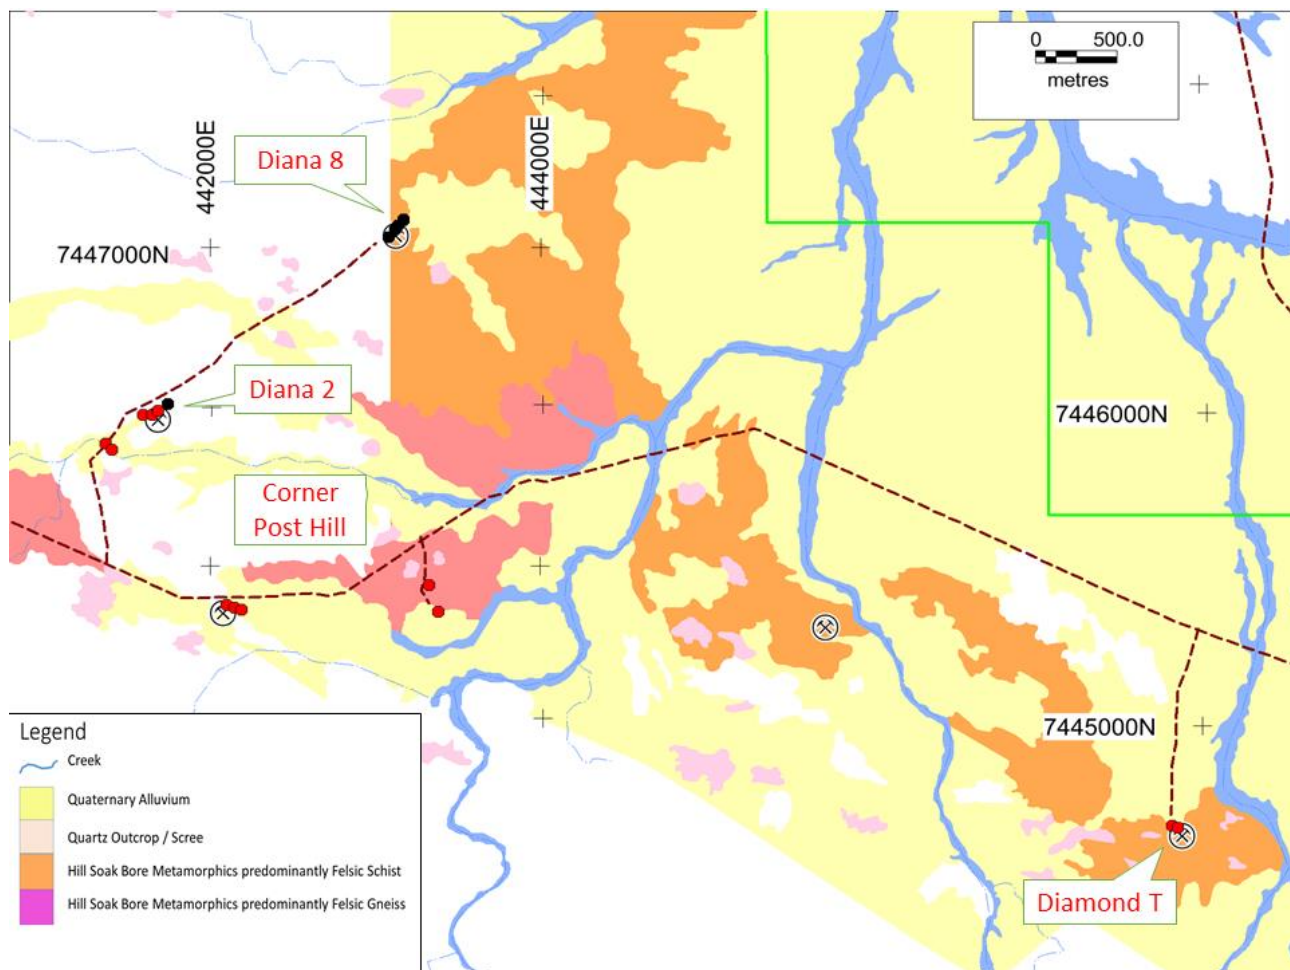 0 500.0
metres
442000E
444000E
Diana 8
7447000N
Diana 2
7446000N
Corner
Post Hill
7445000N
Diamond T
Legend
Creek
Quaternary Alluvium
Quartz Outcrop / Scree
Hill Soak Bore Metamorphics predominantly Felsic Schist
Hill Soak Bore Metamorphics predominantly Felsic Gneiss